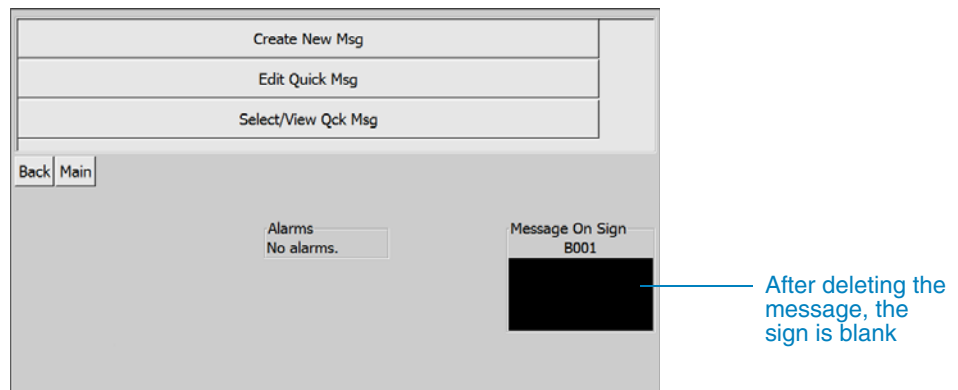 Create New Msg
Edit Quick Msg
Select/View Qck Msg
Back Main
Alarms
No alarms.
Message On Sign
B001
After deleting the
message, the
sign is blank